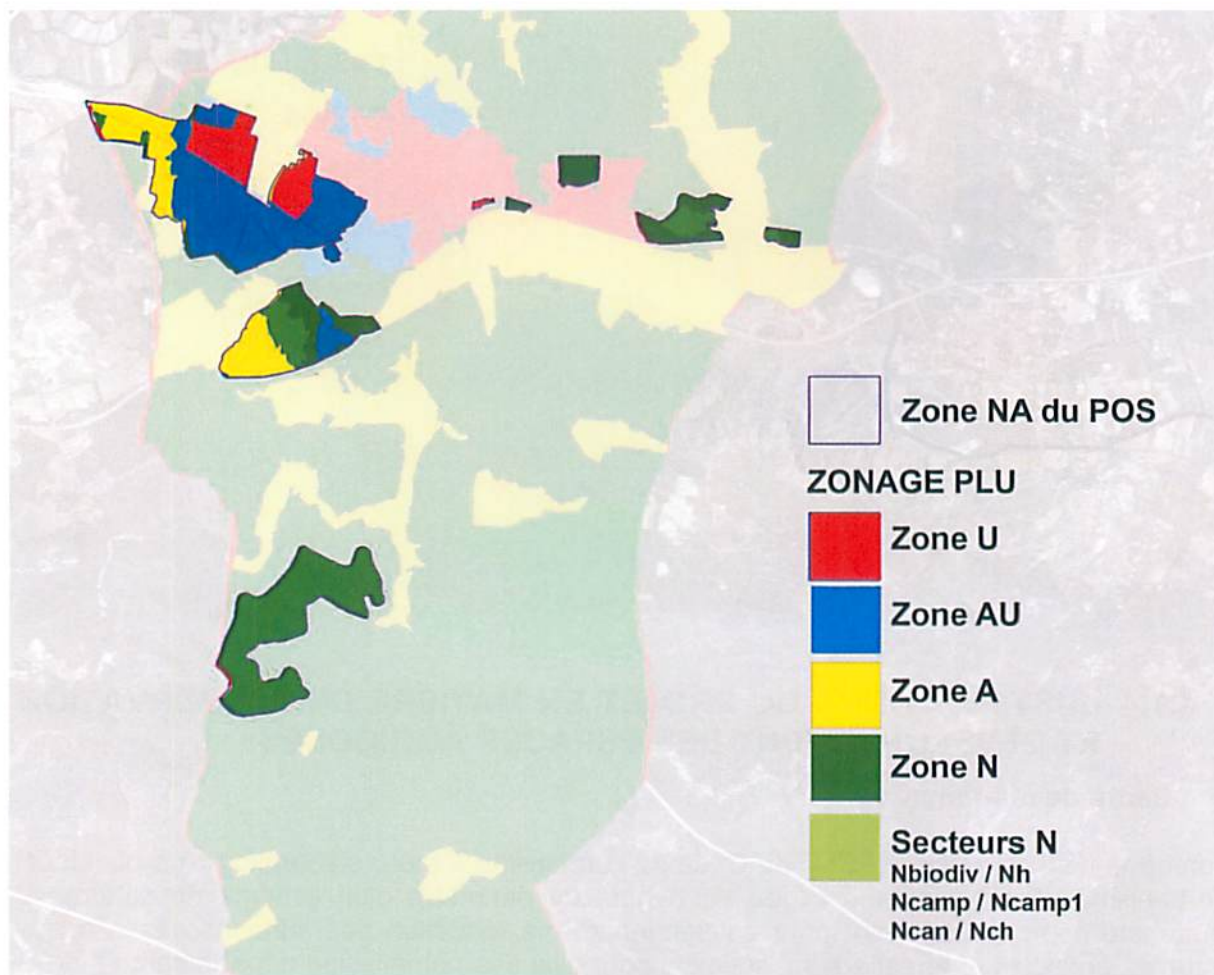 Zone NA du POS
ZONAGE PLU
Zone U
Zone AU
Zone A
Zone N
Secteurs N
Nbiodiv / Nh
Ncamp / Ncamp1
Ncan / Nch